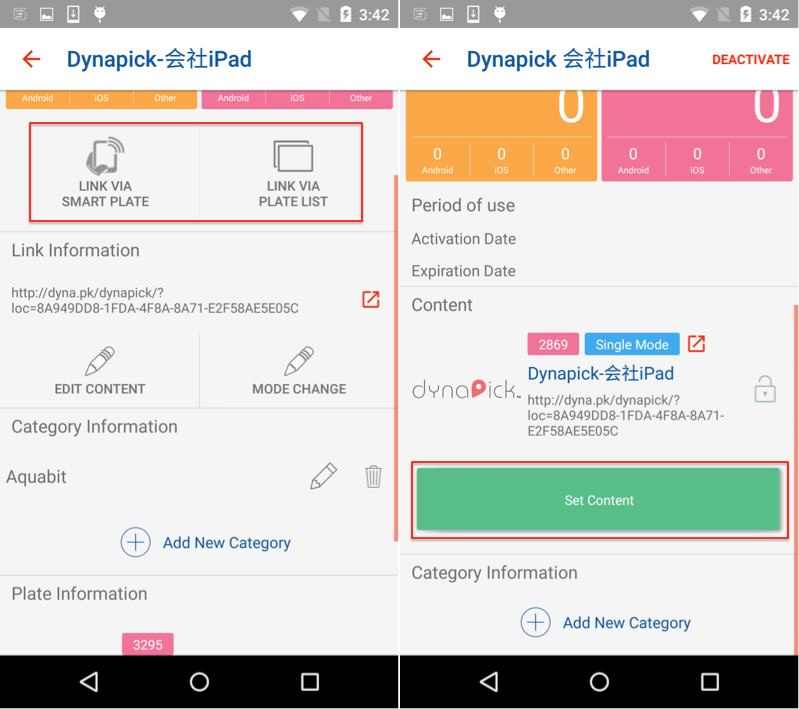 3:42
Dynapick-会社iPad
Android iOS Other Android iOS Other
LINK VIA
SMART PLATE
LINK VIA
PLATE LIST
Link Information
http://dyna.pk/dynapick/?
loc=8A949DD8-1FDA-4F8A-8A71-E2F58AE5E05C
EDIT CONTENT MODE CHANGE
Category Information
Aquabit
Add New Category
Plate Information
3295
3:42
Dynapick 会社iPad DEACTIVATE
0 0
0 0 0 0 0 0
Android iOS Other Android iOS Other
Period of use
Activation Date
Expiration Date
Content
2869 Single Mode
dynapick
Dynapick-会社iPad
http://dyna.pk/dynapick/?
loc=8A949DD8-1FDA-4F8A-8A71-
E2F58AE5E05C
Set Content
Category Information
Add New Category